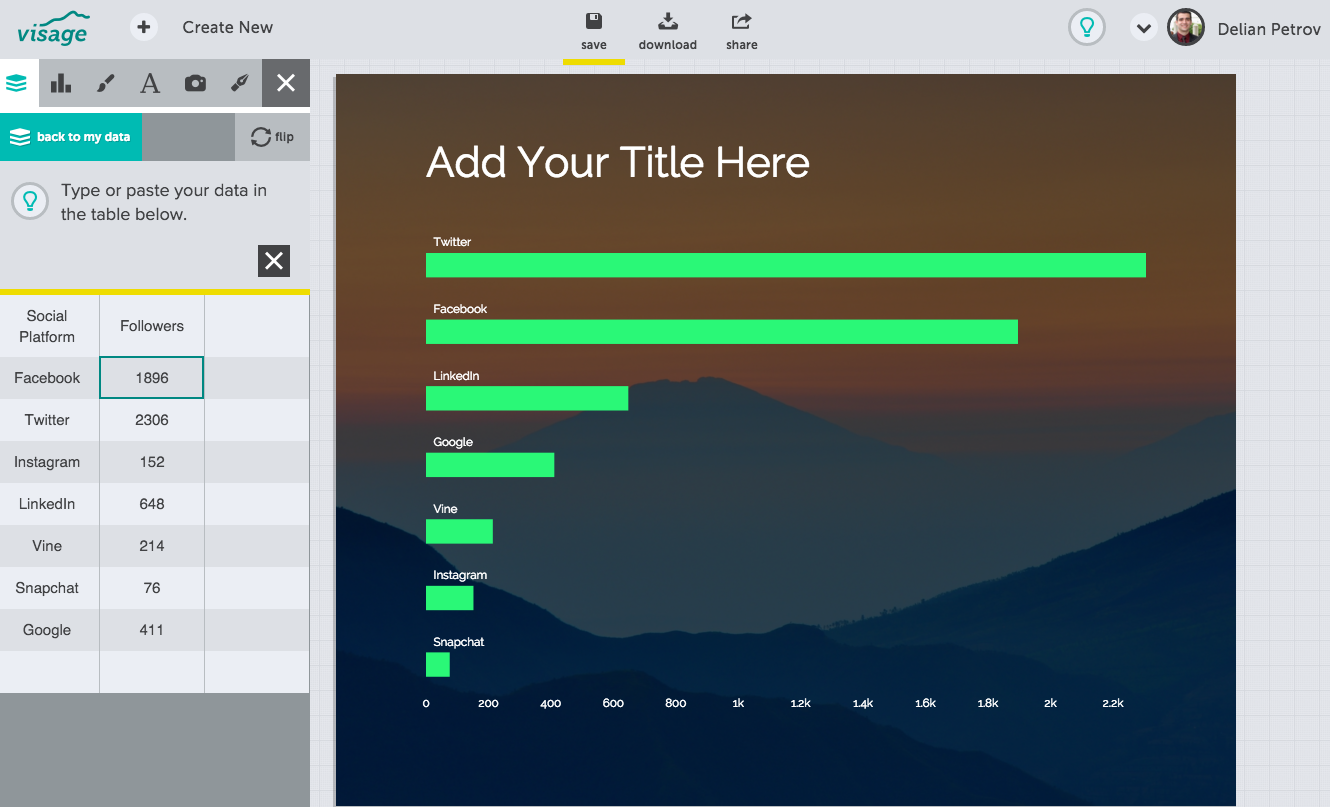 visage
Create New
save
download
share
Delian Petrov
A
back to my data
flip
Type or paste your data in
the table below.
Social
Platform
Followers
Facebook 1896
Twitter 2306
Instagram 152
LinkedIn 648
Vine 214
Snapchat 76
Google 411
Add Your Title Here
Twitter
Facebook
LinkedIn
Google
Vine
Instagram
Snapchat
0 200 400 600 800 1k 1.2k 1.4k 1.6k 1.8k 2k 2.2k